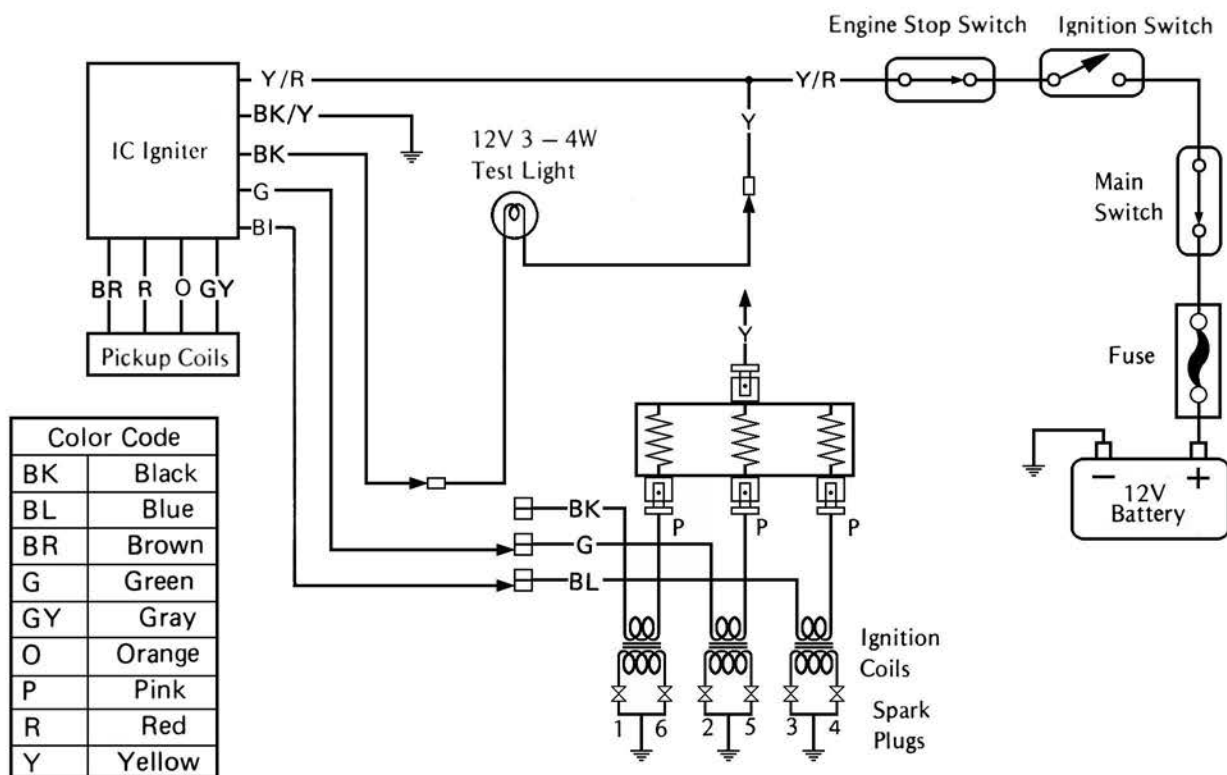 Engine Stop Switch
Ignition Switch
Y/R
Y/R
BK/Y
IC Igniter
BK
G
Bl
12V 3 – 4W
Test Light
Y
Main
Switch
BR R O GY
Pickup Coils
Y
Fuse
Color Code
BK Black
BL Blue
BR Brown
G Green
GY Gray
O Orange
P Pink
R Red
Y Yellow
– +
12V
Battery
BK
P P P
G
BL
Ignition
Coils
1 6 2 5 3 4
Spark
Plugs